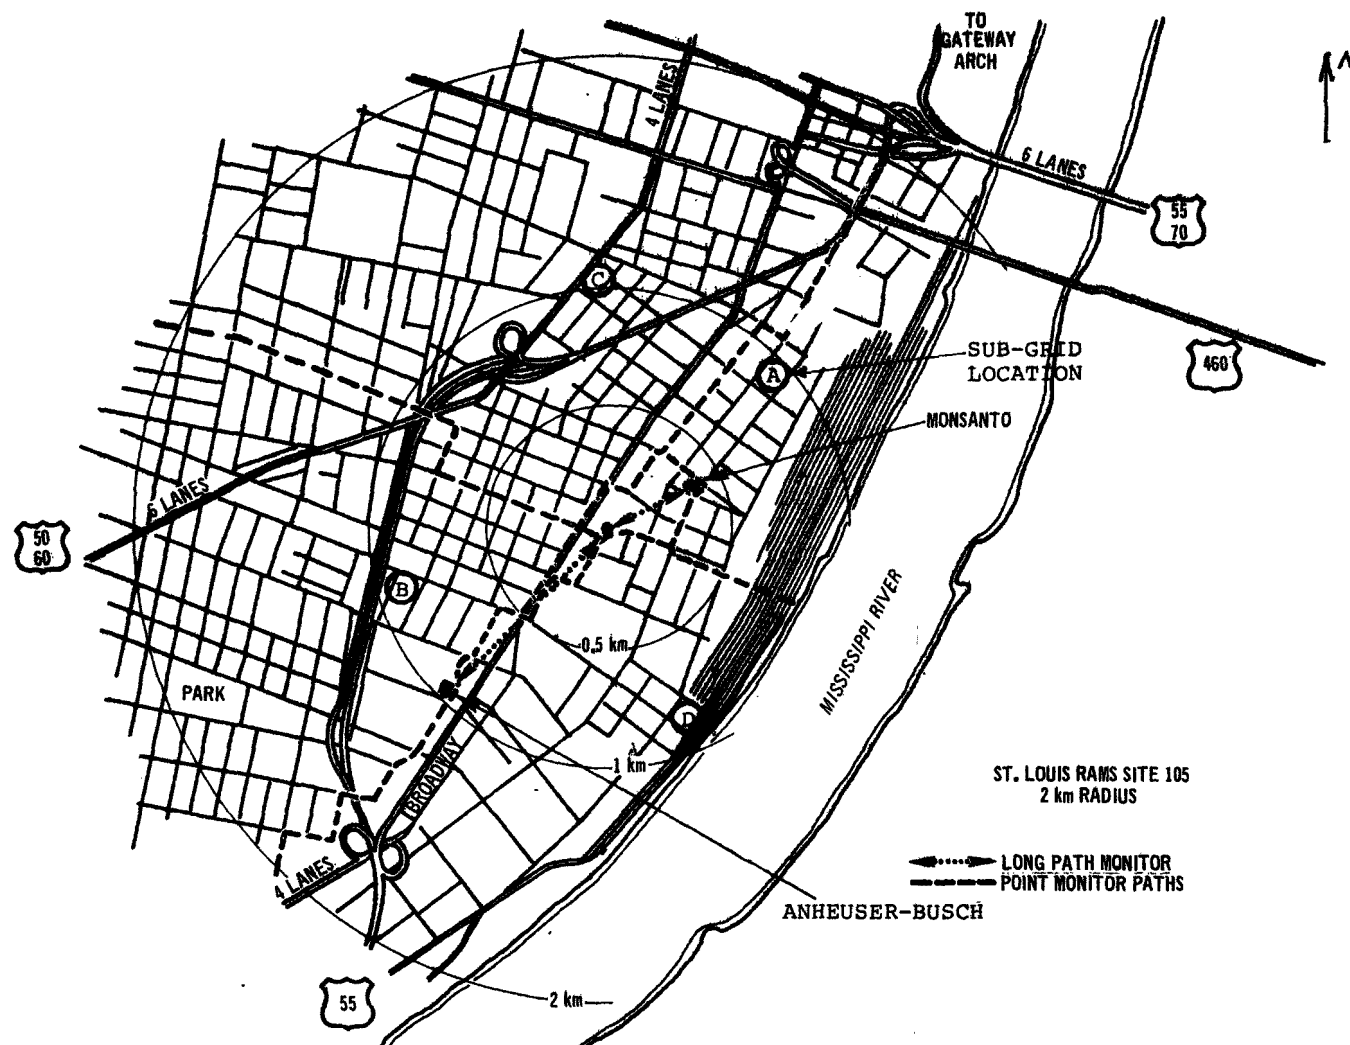 TO
GATEWAY
ARCH
N
4 LANES
6 LANES
55
70
C
SUB-GRID
LOCATION
A
460
MONSANTO
6 LANES
50
60
B
MISSISSIPPI RIVER
0.5 km
PARK
D
1 km
BROADWAY
ST. LOUIS RAMS SITE 105
2 km RADIUS
LONG PATH MONITOR
POINT MONITOR PATHS
4 LANES
ANHEUSER-BUSCH
55
2 km